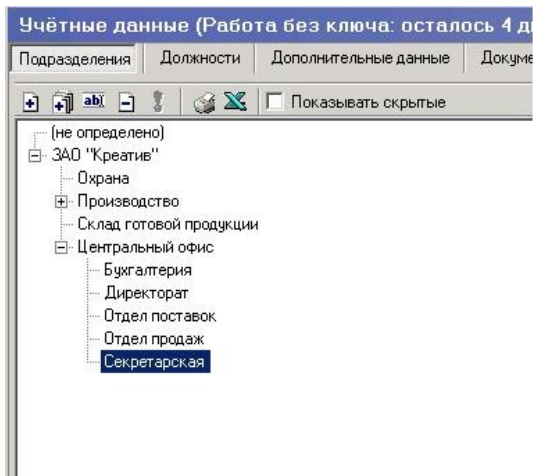 Учётные данные (Работа без ключа: осталось 4
Подразделения Должности Дополнительные данные
abl Показывать скрытые
(не определено)
ЗАО "Креатив"
Охрана
Производство
Склад готовой продукции
Центральный офис
Бухгалтерия
Директорат
Отдел поставок
Отдел продаж
Секретарская